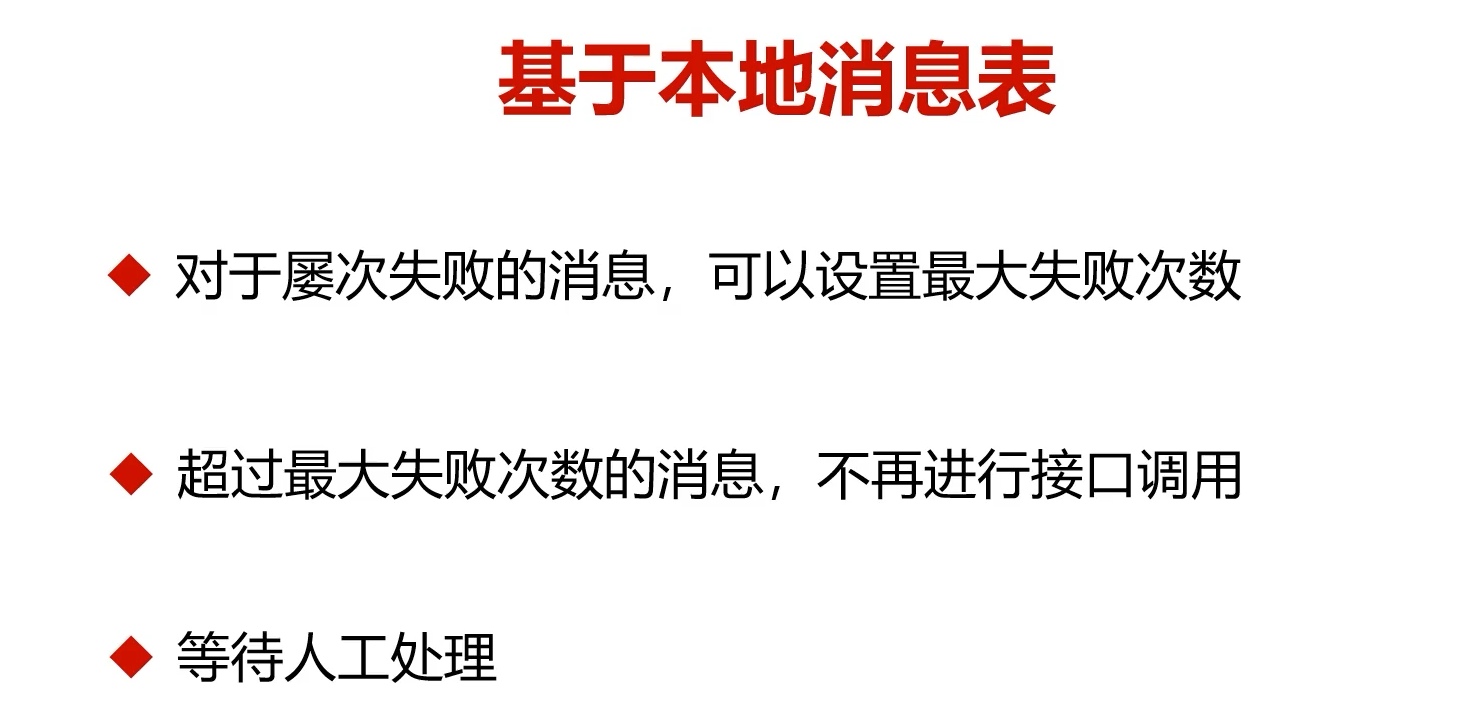 基于本地消息表
对于屡次失败的消息，可以设置最大失败次数
超过最大失败次数的消息，不再进行接口调用
等待人工处理